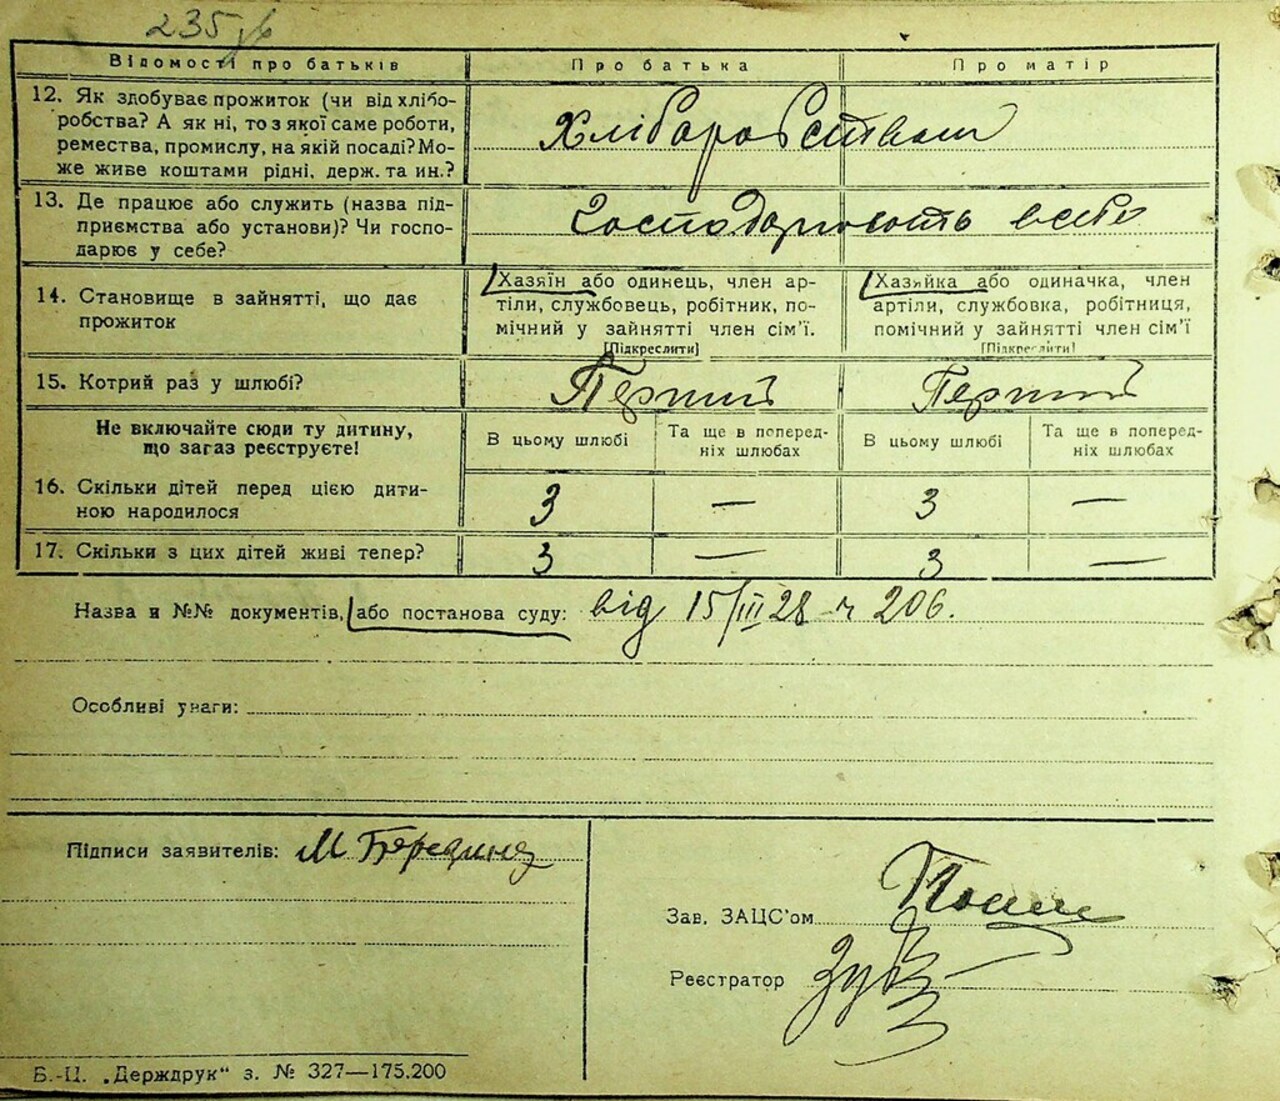 235 зв
Відомості про батьків
Про батька
Про матір
12. Як здобуває прожиток (чи від хлібо-
робства? А як ні, то з якої саме роботи,
ремества, промислу, на якій посаді? Мо-
же живе коштами рідні, держ. та ин.?
Хліборобством
13. Де працює або служить (назва під-
приємства або установи)? Чи госпо-
дарює у себе?
Господарюють в себе
14. Становище в зайнятті, що дає
прожиток
Хазяїн або одинець, член ар-
тіли, службовець, робітник, по-
мічний у зайнятті член сім’ї.
[Підкреслити]
Хазяйка або одиначка, член
артіли, службовка, робітниця,
помічний у зайнятті член сім’ї
[Підкреслити]
15. Котрий раз у шлюбі?
Перший
Перший
Не включайте сюди ту дитину,
що загаз реєструєте!
В цьому шлюбі
Та ще в поперед-
ніх шлюбах
В цьому шлюбі
Та ще в поперед-
ніх шлюбах
16. Скільки дітей перед цією дити-
ною народилося
3
—
3
—
17. Скільки з цих дітей живі тепер?
3
—
3
—
Назва и №№ документів, або постанова суду: від 15/III 28 ч 206.
Особливі уваги:
Підписи заявителів: М
Зав. ЗАЦС’ом
Реєстратор
Б.-Ц. „Держдрук“ з. № 327—175.200